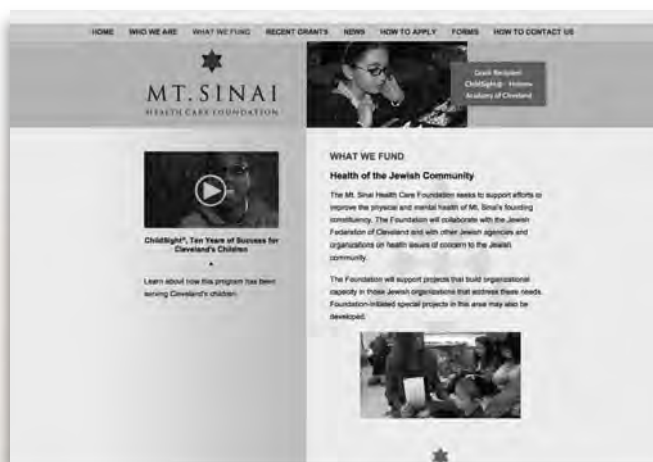 HOME WHO WE ARE WHAT WE FUND RECENT GRANTS NEWS HOW TO APPLY FORMS HOW TO CONTACT US
MT. SINAI
HEALTH CARE FOUNDATION
Grant Recipient
ChildSight® - Hebrew
Academy of Cleveland
ChildSight®, Ten Years of Success for
Cleveland's Children
Learn about how this program has been
serving Cleveland's children.
WHAT WE FUND
Health of the Jewish Community
The Mt. Sinai Health Care Foundation seeks to support efforts to
improve the physical and mental health of Mt. Sinai's founding
constituency. The Foundation will collaborate with the Jewish
Federation of Cleveland and with other Jewish agencies and
organizations on health issues of concern to the Jewish
community.
The Foundation will support projects that build organizational
capacity in those Jewish organizations that address these needs.
Foundation-initiated special projects in this area may also be
developed.